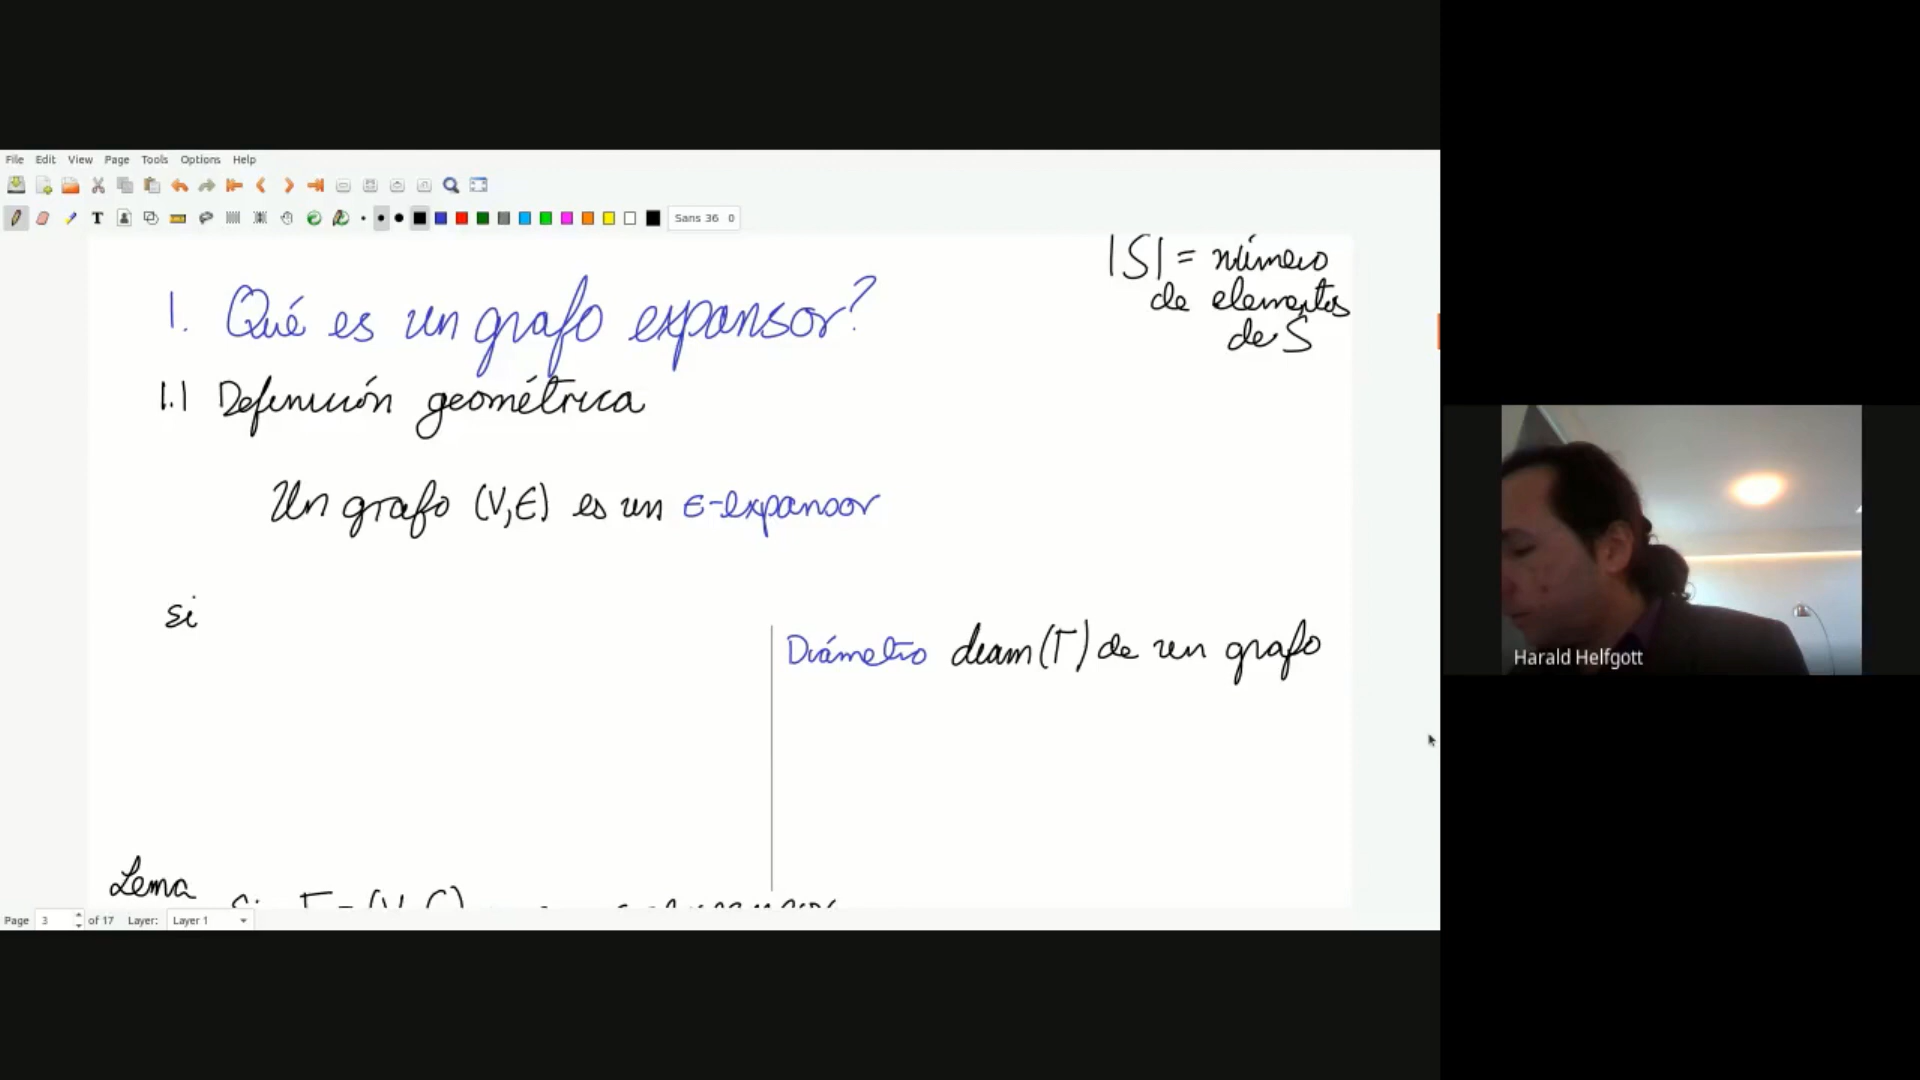 File Edit View Page Tools Options Help
Sans 36 0
|S| = número
de elementos
de S
1. Qué es un grafo expansor?
1.1 Definición geométrica
Un grafo (V,E) es un ε-expansor
si
Diámetro diam(Γ) de un grafo
Harald Helfgott
Lema Si Γ = (V, E)
Page 3 of 17 Layer: Layer 1